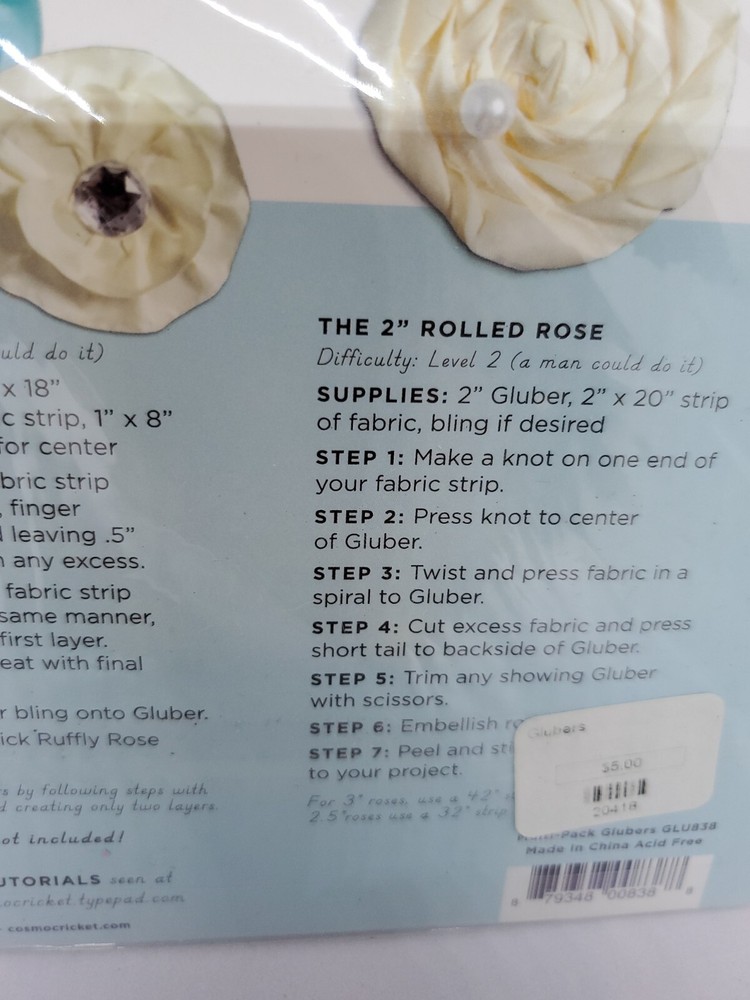 uld do it)
x 18”
c strip, 1” x 8”
for center
bric strip
, finger
d leaving .5”
any excess.
fabric strip
same manner,
first layer.
eat with final
r bling onto Gluber.
ick Ruffly Rose
s by following steps with
d creating only two layers.
ot included!
UTORIALS seen at
ocricket.typepad.com
cosmocricket.com
THE 2” ROLLED ROSE
Difficulty: Level 2 (a man could do it)
SUPPLIES: 2” Gluber, 2” x 20” strip
of fabric, bling if desired
STEP 1: Make a knot on one end of
your fabric strip.
STEP 2: Press knot to center
of Gluber.
STEP 3: Twist and press fabric in a
spiral to Gluber.
STEP 4: Cut excess fabric and press
short tail to backside of Gluber.
STEP 5: Trim any showing Gluber
with scissors.
STEP 6: Embellish ro
STEP 7: Peel and sti
to your project.
For 3” roses, use a 42”
2.5”roses use a 32” strip
Glubers
$5.00
20418
-Pack Glubers GLU838
Made in China Acid Free
8 79348 00838 8